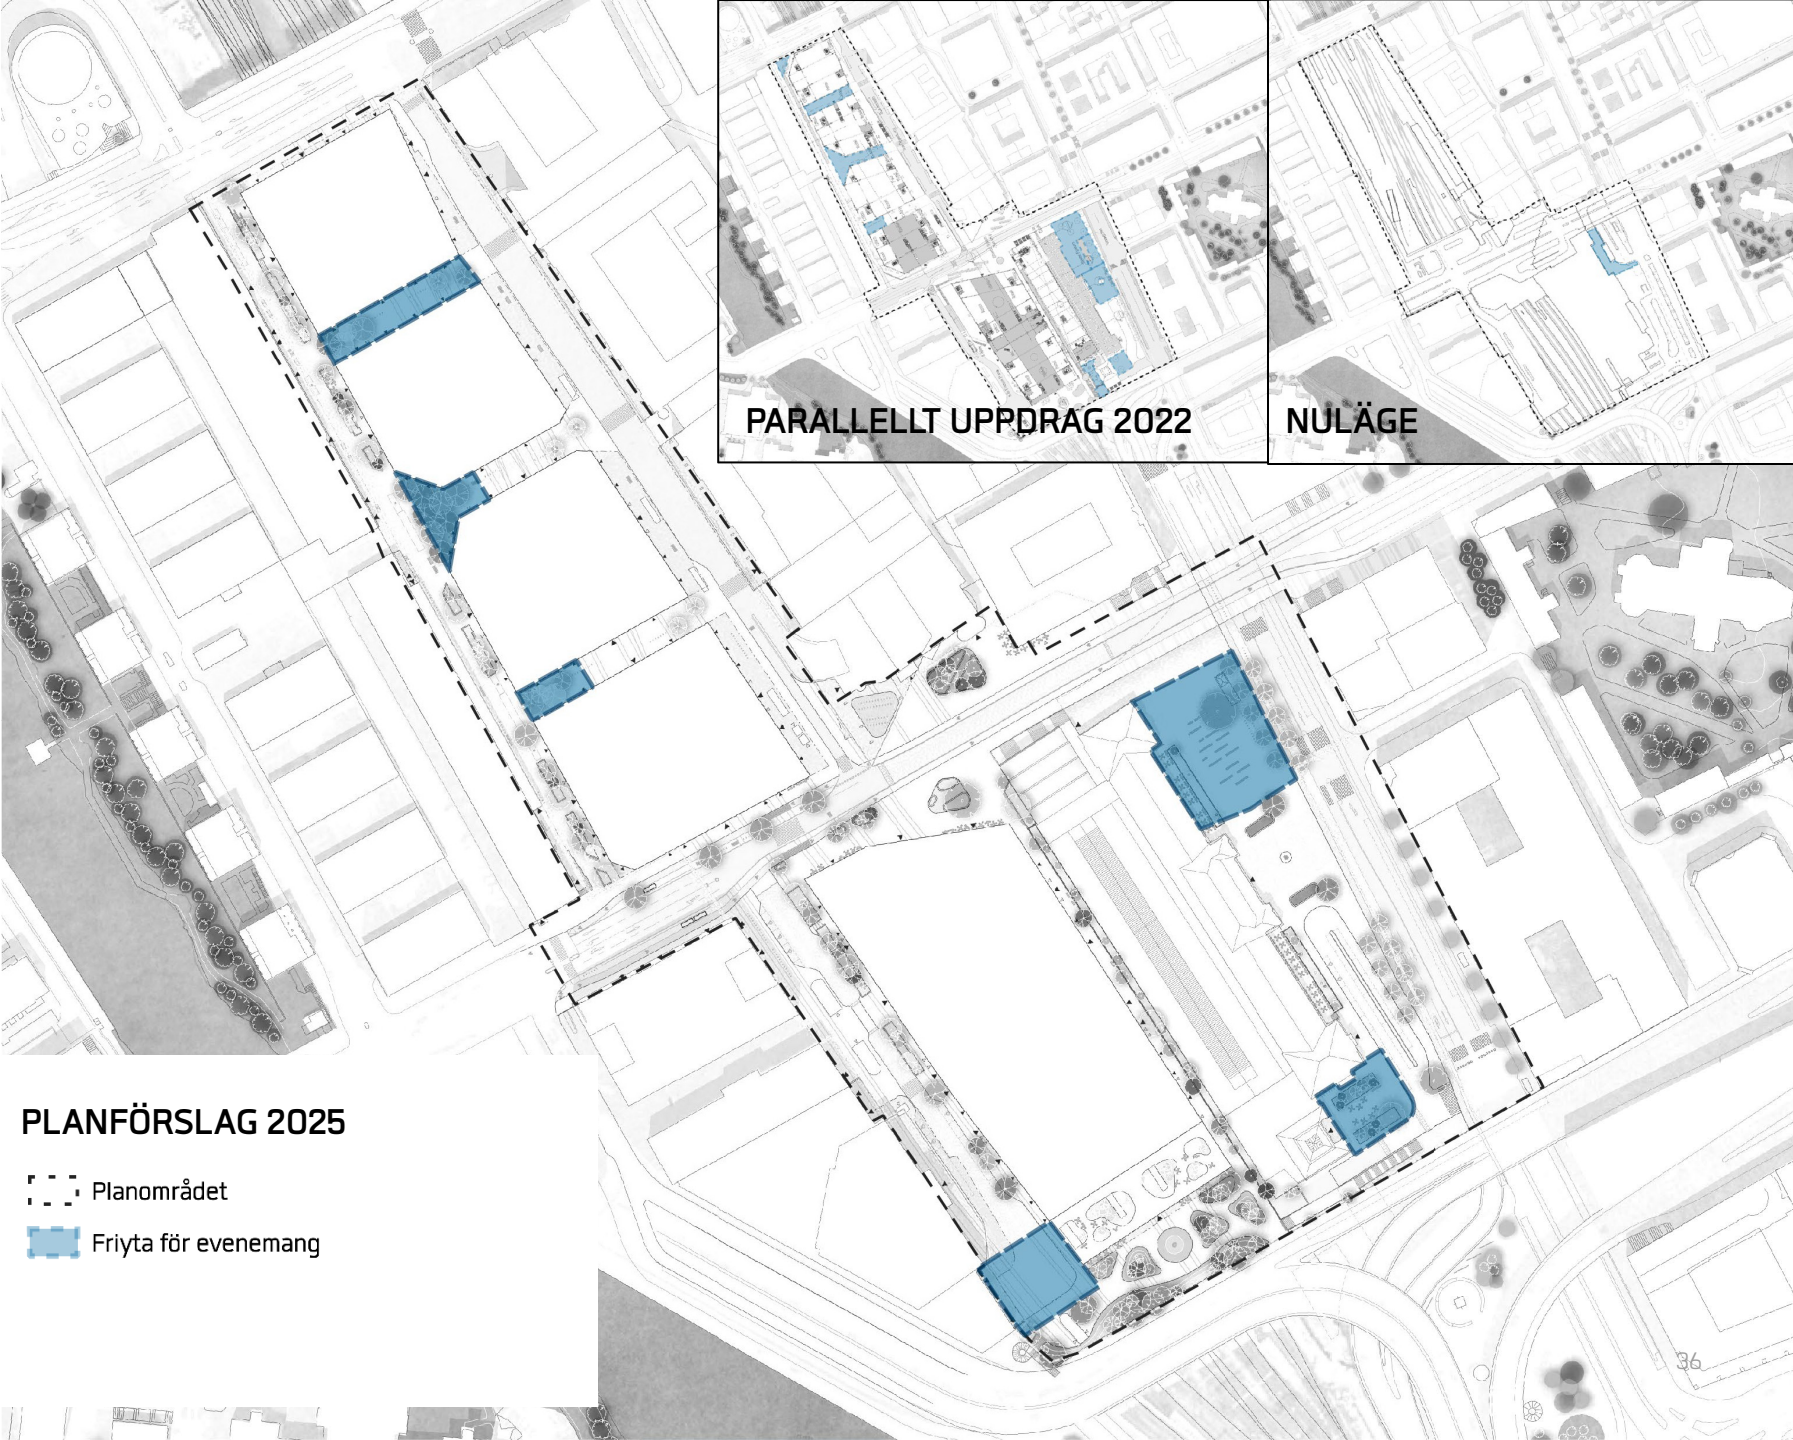 PARALLELLT UPPDRAG 2022
NULÄGE
PLANFÖRSLAG 2025
Planområdet
Friyta för evenemang
36